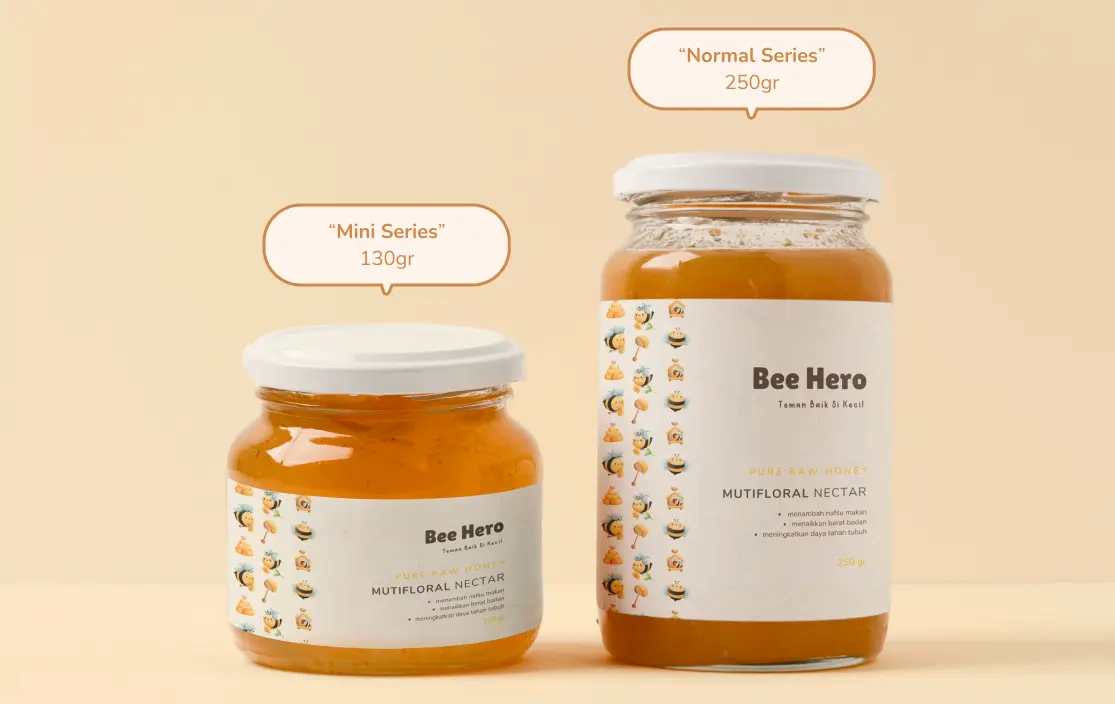 “Normal Series”
250gr
“Mini Series”
130gr
Bee Hero
Teman Baik Si Kecil
PURE RAW HONEY
MUTIFLORAL NECTAR
menambah nafsu makan
menaikkan berat badan
meningkatkan daya tahan tubuh
250 gr
Bee Hero
Teman Baik Si Kecil
PURE RAW HONEY
MUTIFLORAL NECTAR
menambah nafsu makan
menaikkan berat badan
meningkatkan daya tahan tubuh